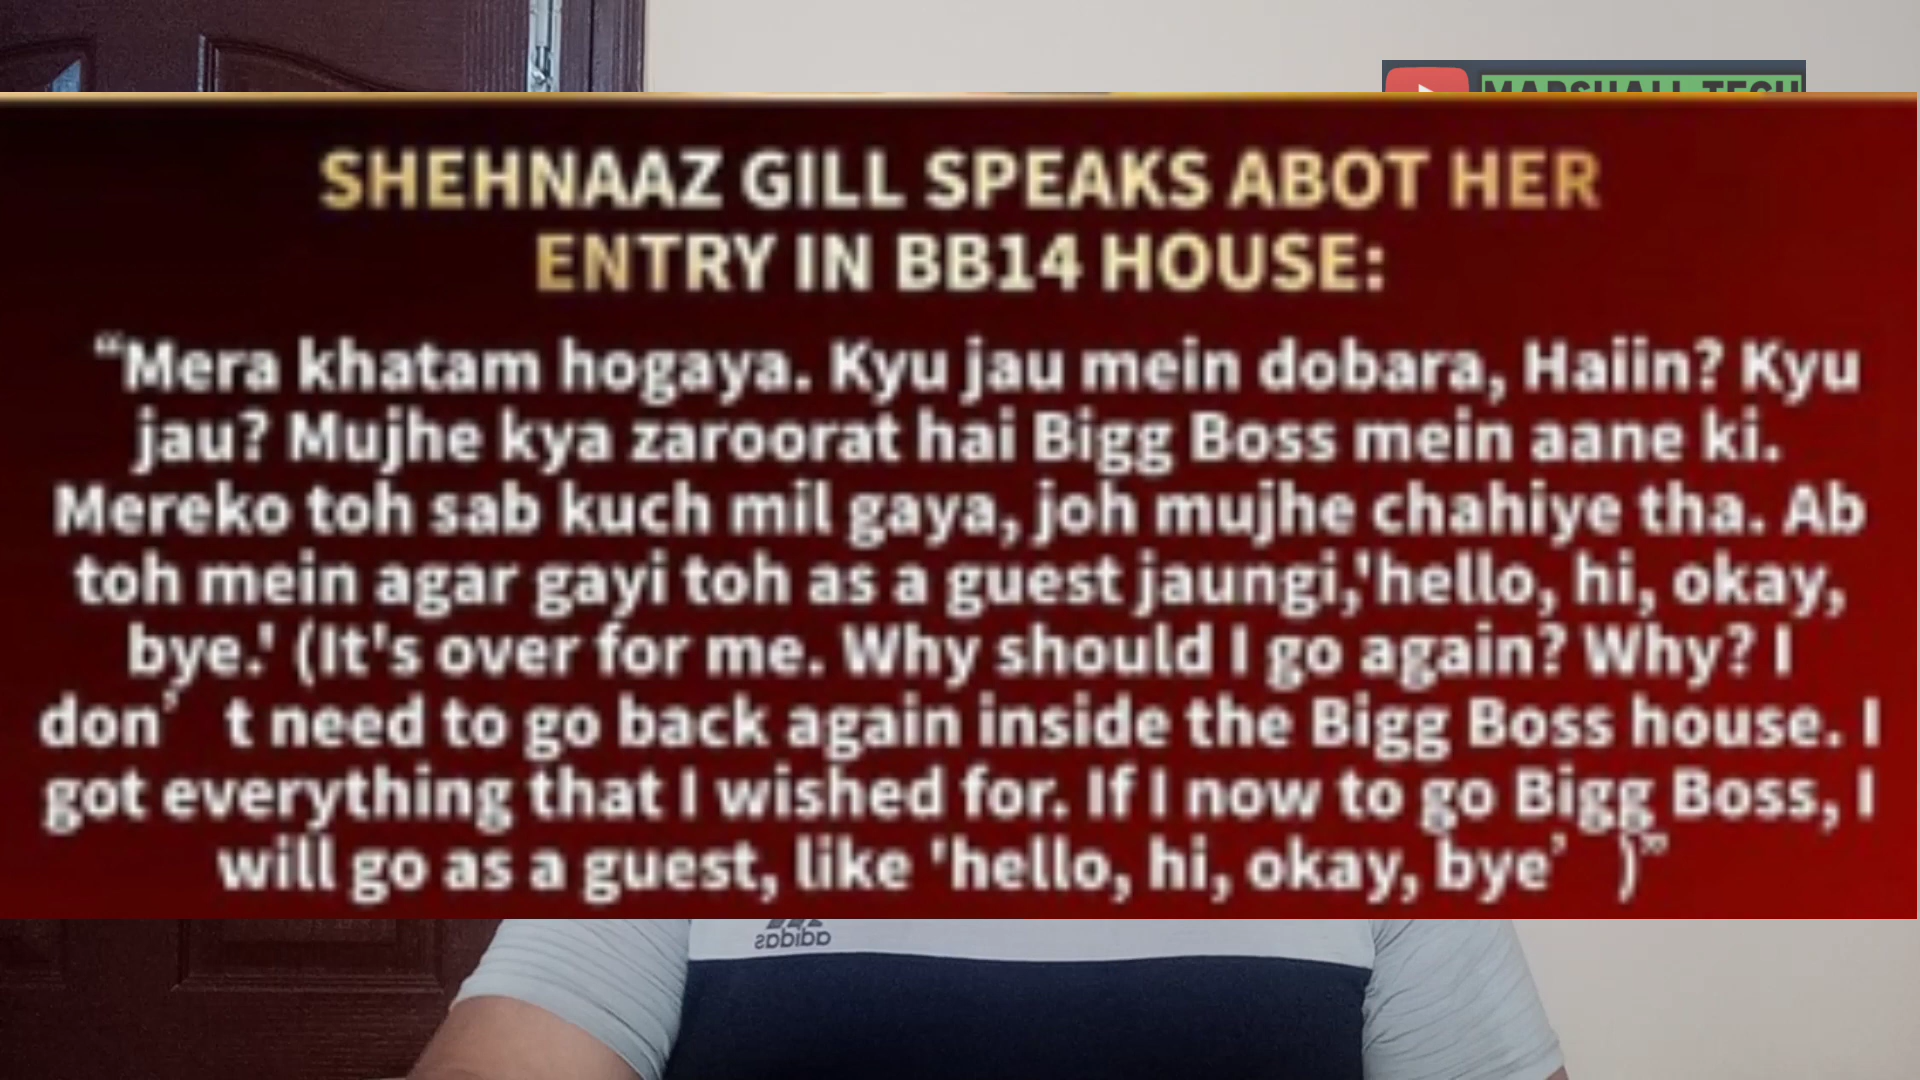 MARSHALL TECH
SHEHNAAZ GILL SPEAKS ABOT HER
ENTRY IN BB14 HOUSE:
“Mera khatam hogaya. Kyu jau mein dobara, Haiin? Kyu
jau? Mujhe kya zaroorat hai Bigg Boss mein aane ki.
Mereko toh sab kuch mil gaya, joh mujhe chahiye tha. Ab
toh mein agar gayi toh as a guest jaungi,'hello, hi, okay,
bye.' (It's over for me. Why should I go again? Why? I
don’ t need to go back again inside the Bigg Boss house. I
got everything that I wished for. If I now to go Bigg Boss, I
will go as a guest, like 'hello, hi, okay, bye’ )”
adidas